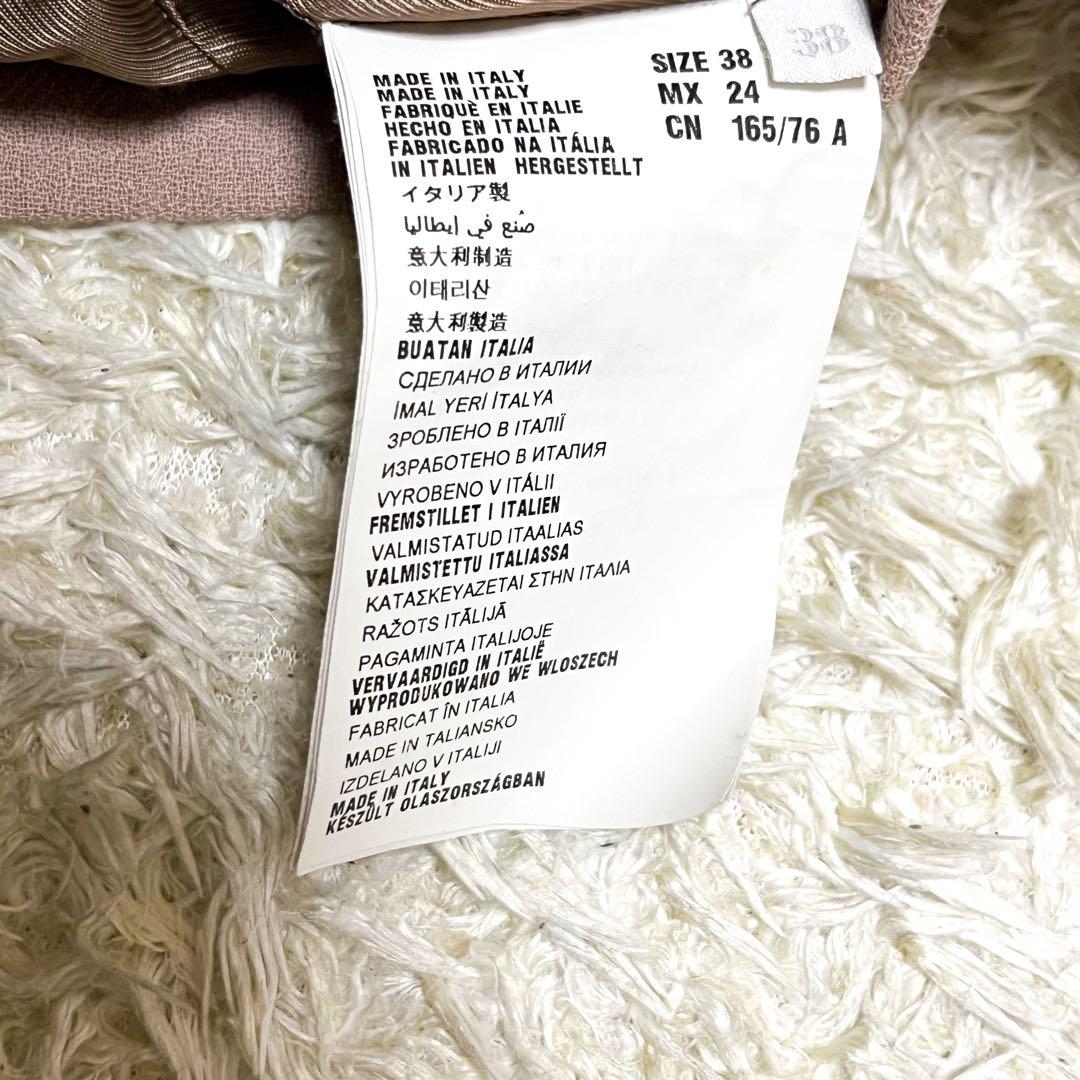 38
SIZE 38
MX 24
CN 165/76 A
MADE IN ITALY
MADE IN ITALY
FABRIQUÈ EN ITALIE
HECHO EN ITALIA
FABRICADO NA ITÁLIA
IN ITALIEN HERGESTELLT
イタリア製
صُنع في إيطاليا
意大利制造
이태리산
意大利製造
BUATAN ITALIA
СДЕЛАНО В ИТАЛИИ
İMAL YERİ İTALYA
ЗРОБЛЕНО В ІТАЛІЇ
ИЗРАБОТЕНО В ИТАЛИЯ
VYROBENO V ITÁLII
FREMSTILLET I ITALIEN
VALMISTATUD ITAALIAS
VALMISTETTU ITALIASSA
ΚΑΤΑΣΚΕΥΑΖΕΤΑΙ ΣΤΗΝ ΙΤΑΛΙΑ
RAŽOTS ITĀLIJĀ
PAGAMINTA ITALIJOJE
VERVAARDIGD IN ITALIË
WYPRODUKOWANO WE WLOSZECH
FABRICAT ÎN ITALIA
MADE IN TALIANSKO
IZDELANO V ITALIJI
MADE IN ITALY
KÉSZÜLT OLASZORSZÁGBAN